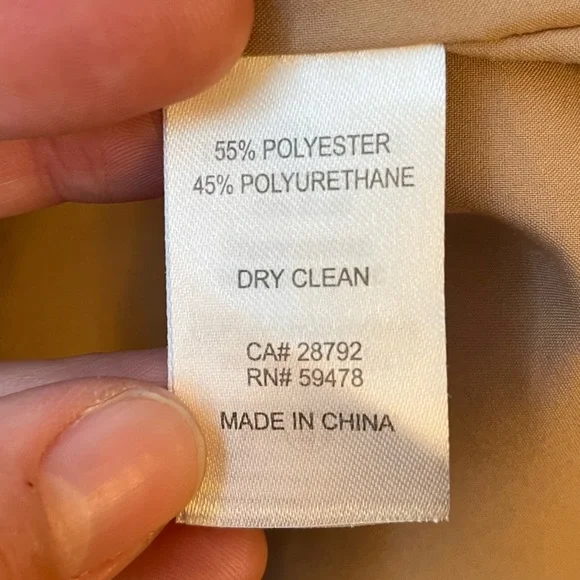 55% POLYESTER
45% POLYURETHANE
DRY CLEAN
CA# 28792
RN# 59478
MADE IN CHINA